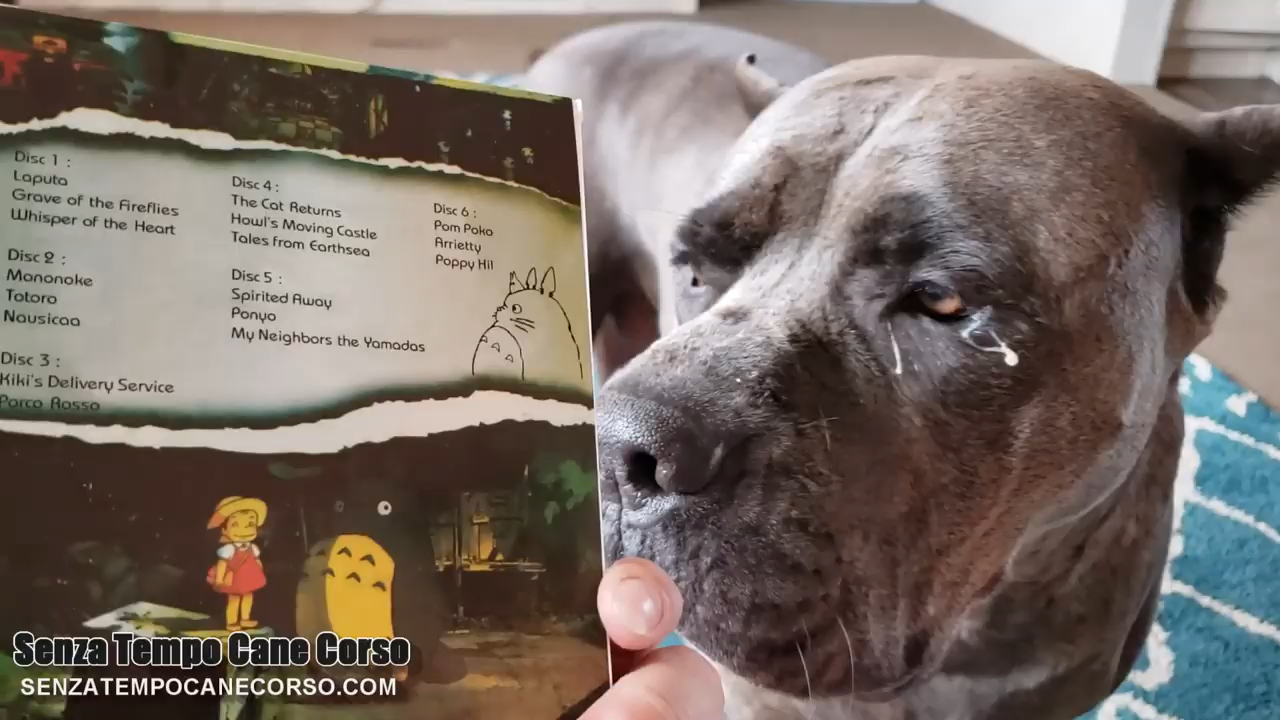 Disc 1 :
Laputa
Grave of the Fireflies
Whisper of the Heart
Disc 2 :
Mononoke
Totoro
Nausicaa
Disc 3 :
Kiki's Delivery Service
Porco Rosso
Disc 4 :
The Cat Returns
Howl's Moving Castle
Tales from Earthsea
Disc 5 :
Spirited Away
Ponyo
My Neighbors the Yamadas
Disc 6 :
Pom Poko
Arrietty
Poppy Hil
Senza Tempo Cane Corso
SENZATEMPOCANECORSO.COM